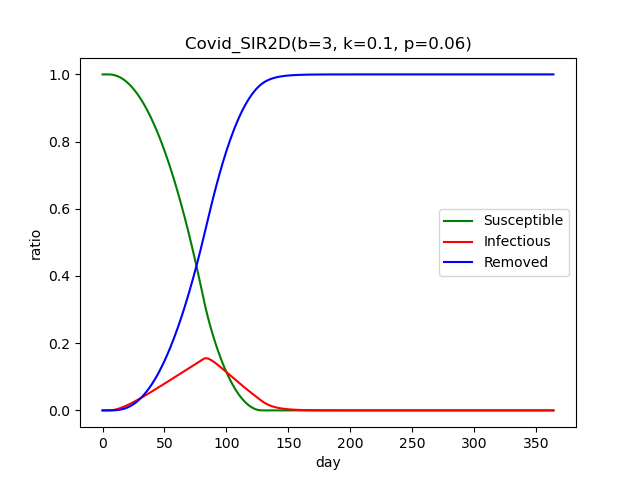 Covid_SIR2D(b=3, k=0.1, p=0.06)
1.0
0.8
0.6
0.4
0.2
0.0
ratio
Susceptible
Infectious
Removed
0 50 100 150 200 250 300 350
day